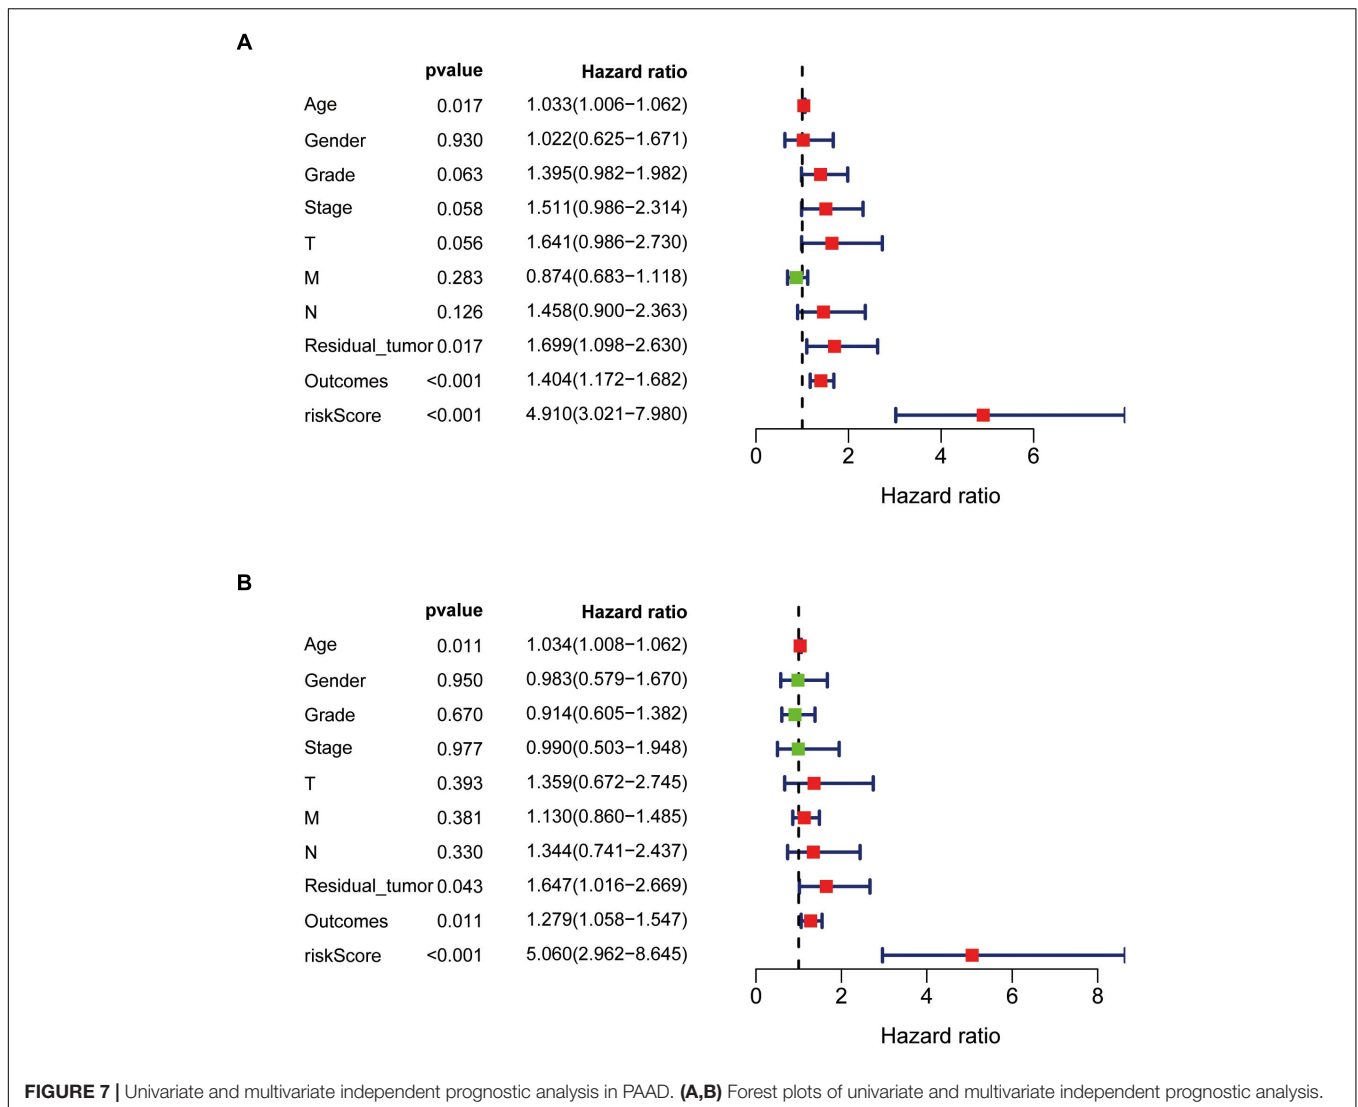 A
pvalue Hazard ratio
Age 0.017 1.033(1.006−1.062)
Gender 0.930 1.022(0.625−1.671)
Grade 0.063 1.395(0.982−1.982)
Stage 0.058 1.511(0.986−2.314)
T 0.056 1.641(0.986−2.730)
M 0.283 0.874(0.683−1.118)
N 0.126 1.458(0.900−2.363)
Residual_tumor 0.017 1.699(1.098−2.630)
Outcomes <0.001 1.404(1.172−1.682)
riskScore <0.001 4.910(3.021−7.980)
0 2 4 6
Hazard ratio
B
pvalue Hazard ratio
Age 0.011 1.034(1.008−1.062)
Gender 0.950 0.983(0.579−1.670)
Grade 0.670 0.914(0.605−1.382)
Stage 0.977 0.990(0.503−1.948)
T 0.393 1.359(0.672−2.745)
M 0.381 1.130(0.860−1.485)
N 0.330 1.344(0.741−2.437)
Residual_tumor 0.043 1.647(1.016−2.669)
Outcomes 0.011 1.279(1.058−1.547)
riskScore <0.001 5.060(2.962−8.645)
0 2 4 6 8
Hazard ratio
FIGURE 7 | Univariate and multivariate independent prognostic analysis in PAAD. (A,B) Forest plots of univariate and multivariate independent prognostic analysis.